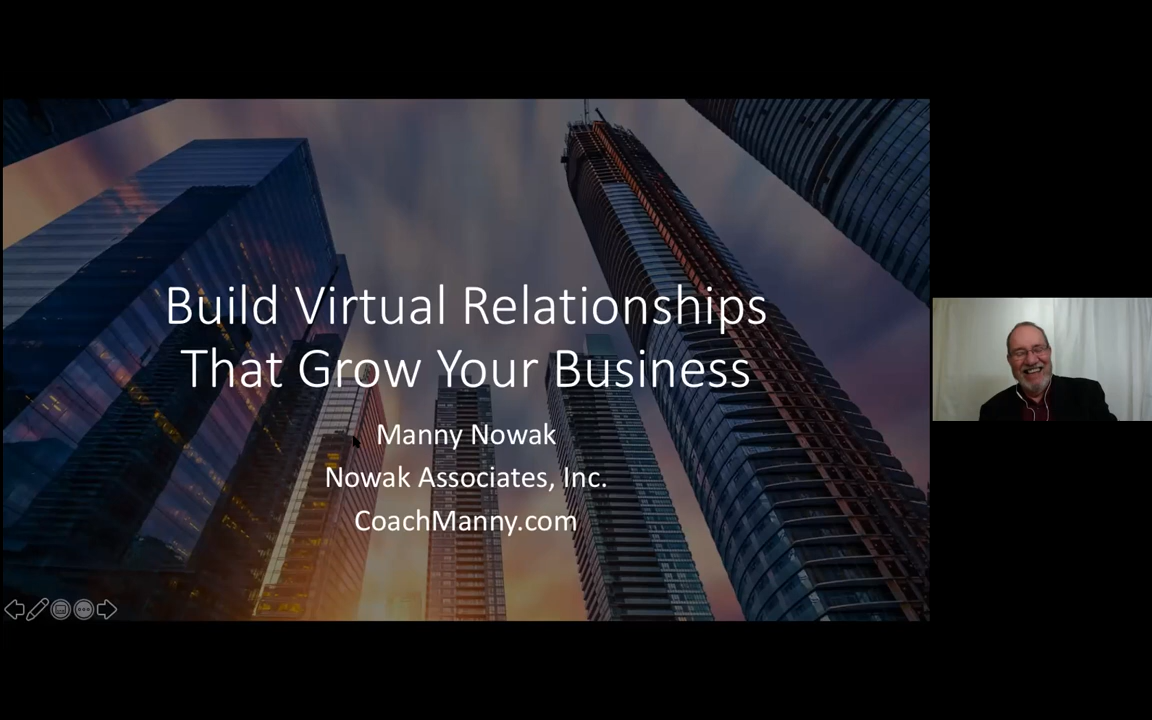 Build Virtual Relationships
That Grow Your Business
Manny Nowak
Nowak Associates, Inc.
CoachManny.com